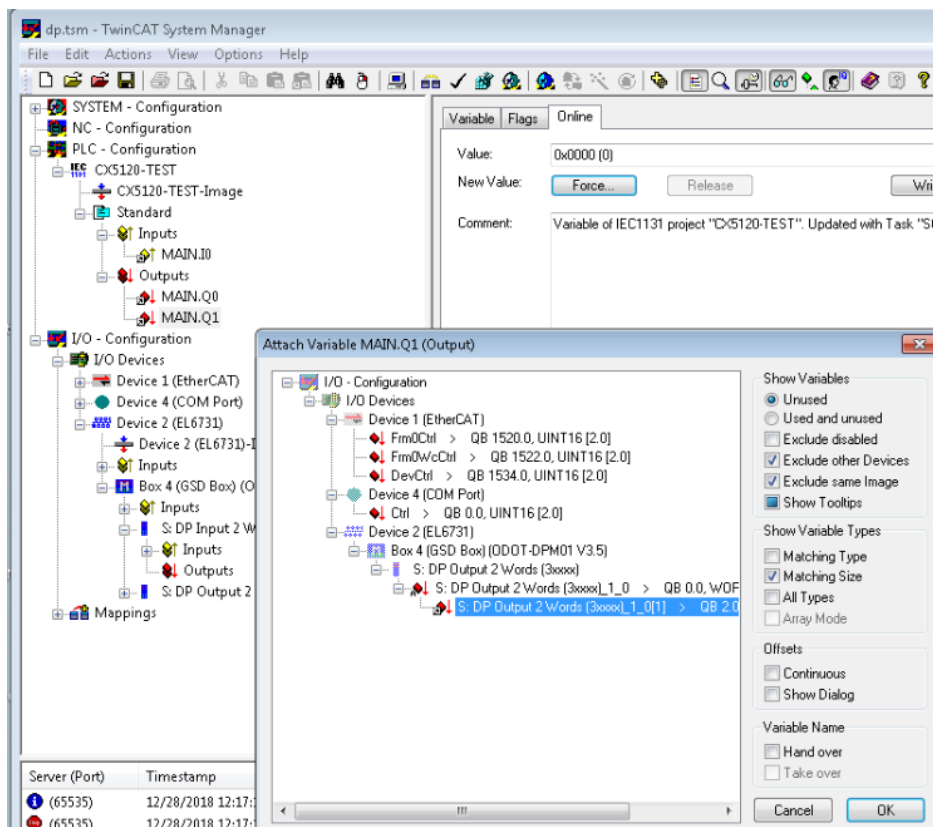 dp.tsm - TwinCAT System Manager
File Edit Actions View Options Help
SYSTEM - Configuration
NC - Configuration
PLC - Configuration
IEC 1131 CX5120-TEST
CX5120-TEST-Image
Standard
Inputs
MAIN.I0
Outputs
MAIN.Q0
MAIN.Q1
I/O - Configuration
I/O Devices
Device 1 (EtherCAT)
Device 4 (COM Port)
Device 2 (EL6731)
Device 2 (EL6731)-I
Inputs
Box 4 (GSD Box) (O
Inputs
S: DP Input 2 W
Inputs
Outputs
S: DP Output 2
Mappings
Server (Port) Timestamp
(65535) 12/28/2018 12:17:
(65535) 12/28/2018 12:17:
Variable Flags Online
Value: 0x0000 (0)
New Value: Force... Release Wri
Comment: Variable of IEC1131 project "CX5120-TEST". Updated with Task "S
Attach Variable MAIN.Q1 (Output)
I/O - Configuration
I/O Devices
Device 1 (EtherCAT)
Frm0Ctrl > QB 1520.0, UINT16 [2.0]
Frm0WcCtrl > QB 1522.0, UINT16 [2.0]
DevCtrl > QB 1534.0, UINT16 [2.0]
Device 4 (COM Port)
Ctrl > QB 0.0, UINT16 [2.0]
Device 2 (EL6731)
Box 4 (GSD Box) (ODOT-DPM01 V3.5)
S: DP Output 2 Words (3xxxx)
S: DP Output 2 Words (3xxxx)_1_0 > QB 0.0, WOF
S: DP Output 2 Words (3xxxx)_1_0[1] > QB 2.0
Show Variables
Unused
Used and unused
Exclude disabled
Exclude other Devices
Exclude same Image
Show Tooltips
Show Variable Types
Matching Type
Matching Size
All Types
Array Mode
Offsets
Continuous
Show Dialog
Variable Name
Hand over
Take over
Cancel OK